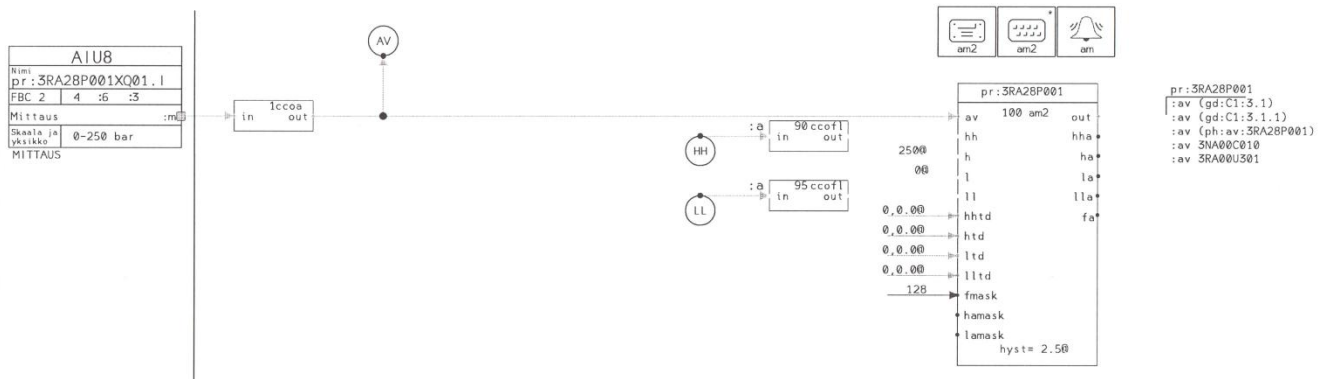 AIU8
Nimi
pr:3RA28P001XQ01.I
FBC 2 4 :6 :3
Mittaus :m
Skaala ja
yksikkö 0-250 bar
MITTAUS
1ccoa
in out
AV
HH
LL
:a 90ccofl
in out
:a 95ccofl
in out
am2
*
am2
am
pr:3RA28P001
100 am2
av out
hh hha
250@ h ha
0@ l la
ll lla
0,0.0@ hhtd fa
0,0.0@ htd
0,0.0@ ltd
0,0.0@ lltd
128 fmask
hamask
lamask
hyst= 2.5@
pr:3RA28P001
:av (gd:C1:3.1)
:av (gd:C1:3.1.1)
:av (ph:av:3RA28P001)
:av 3NA00C010
:av 3RA00U301